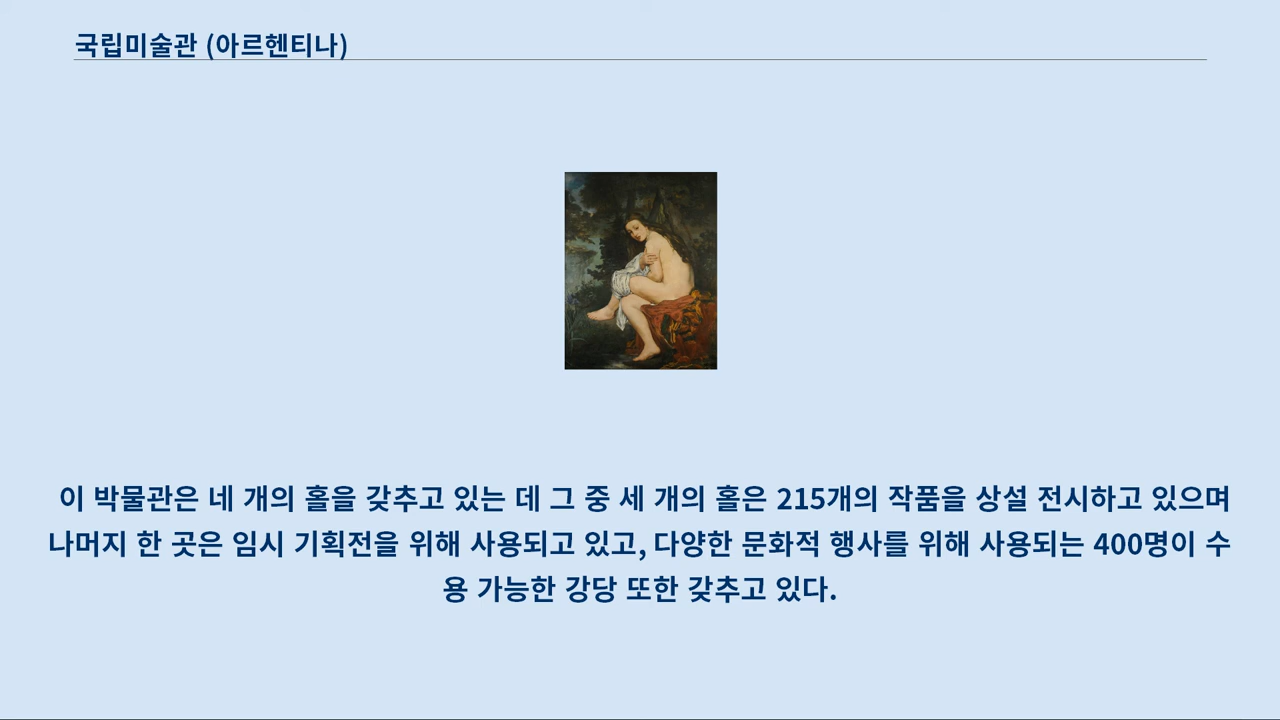 국립미술관 (아르헨티나)
이 박물관은 네 개의 홀을 갖추고 있는 데 그 중 세 개의 홀은 215개의 작품을 상설 전시하고 있으며
나머지 한 곳은 임시 기획전을 위해 사용되고 있고, 다양한 문화적 행사를 위해 사용되는 400명이 수
용 가능한 강당 또한 갖추고 있다.